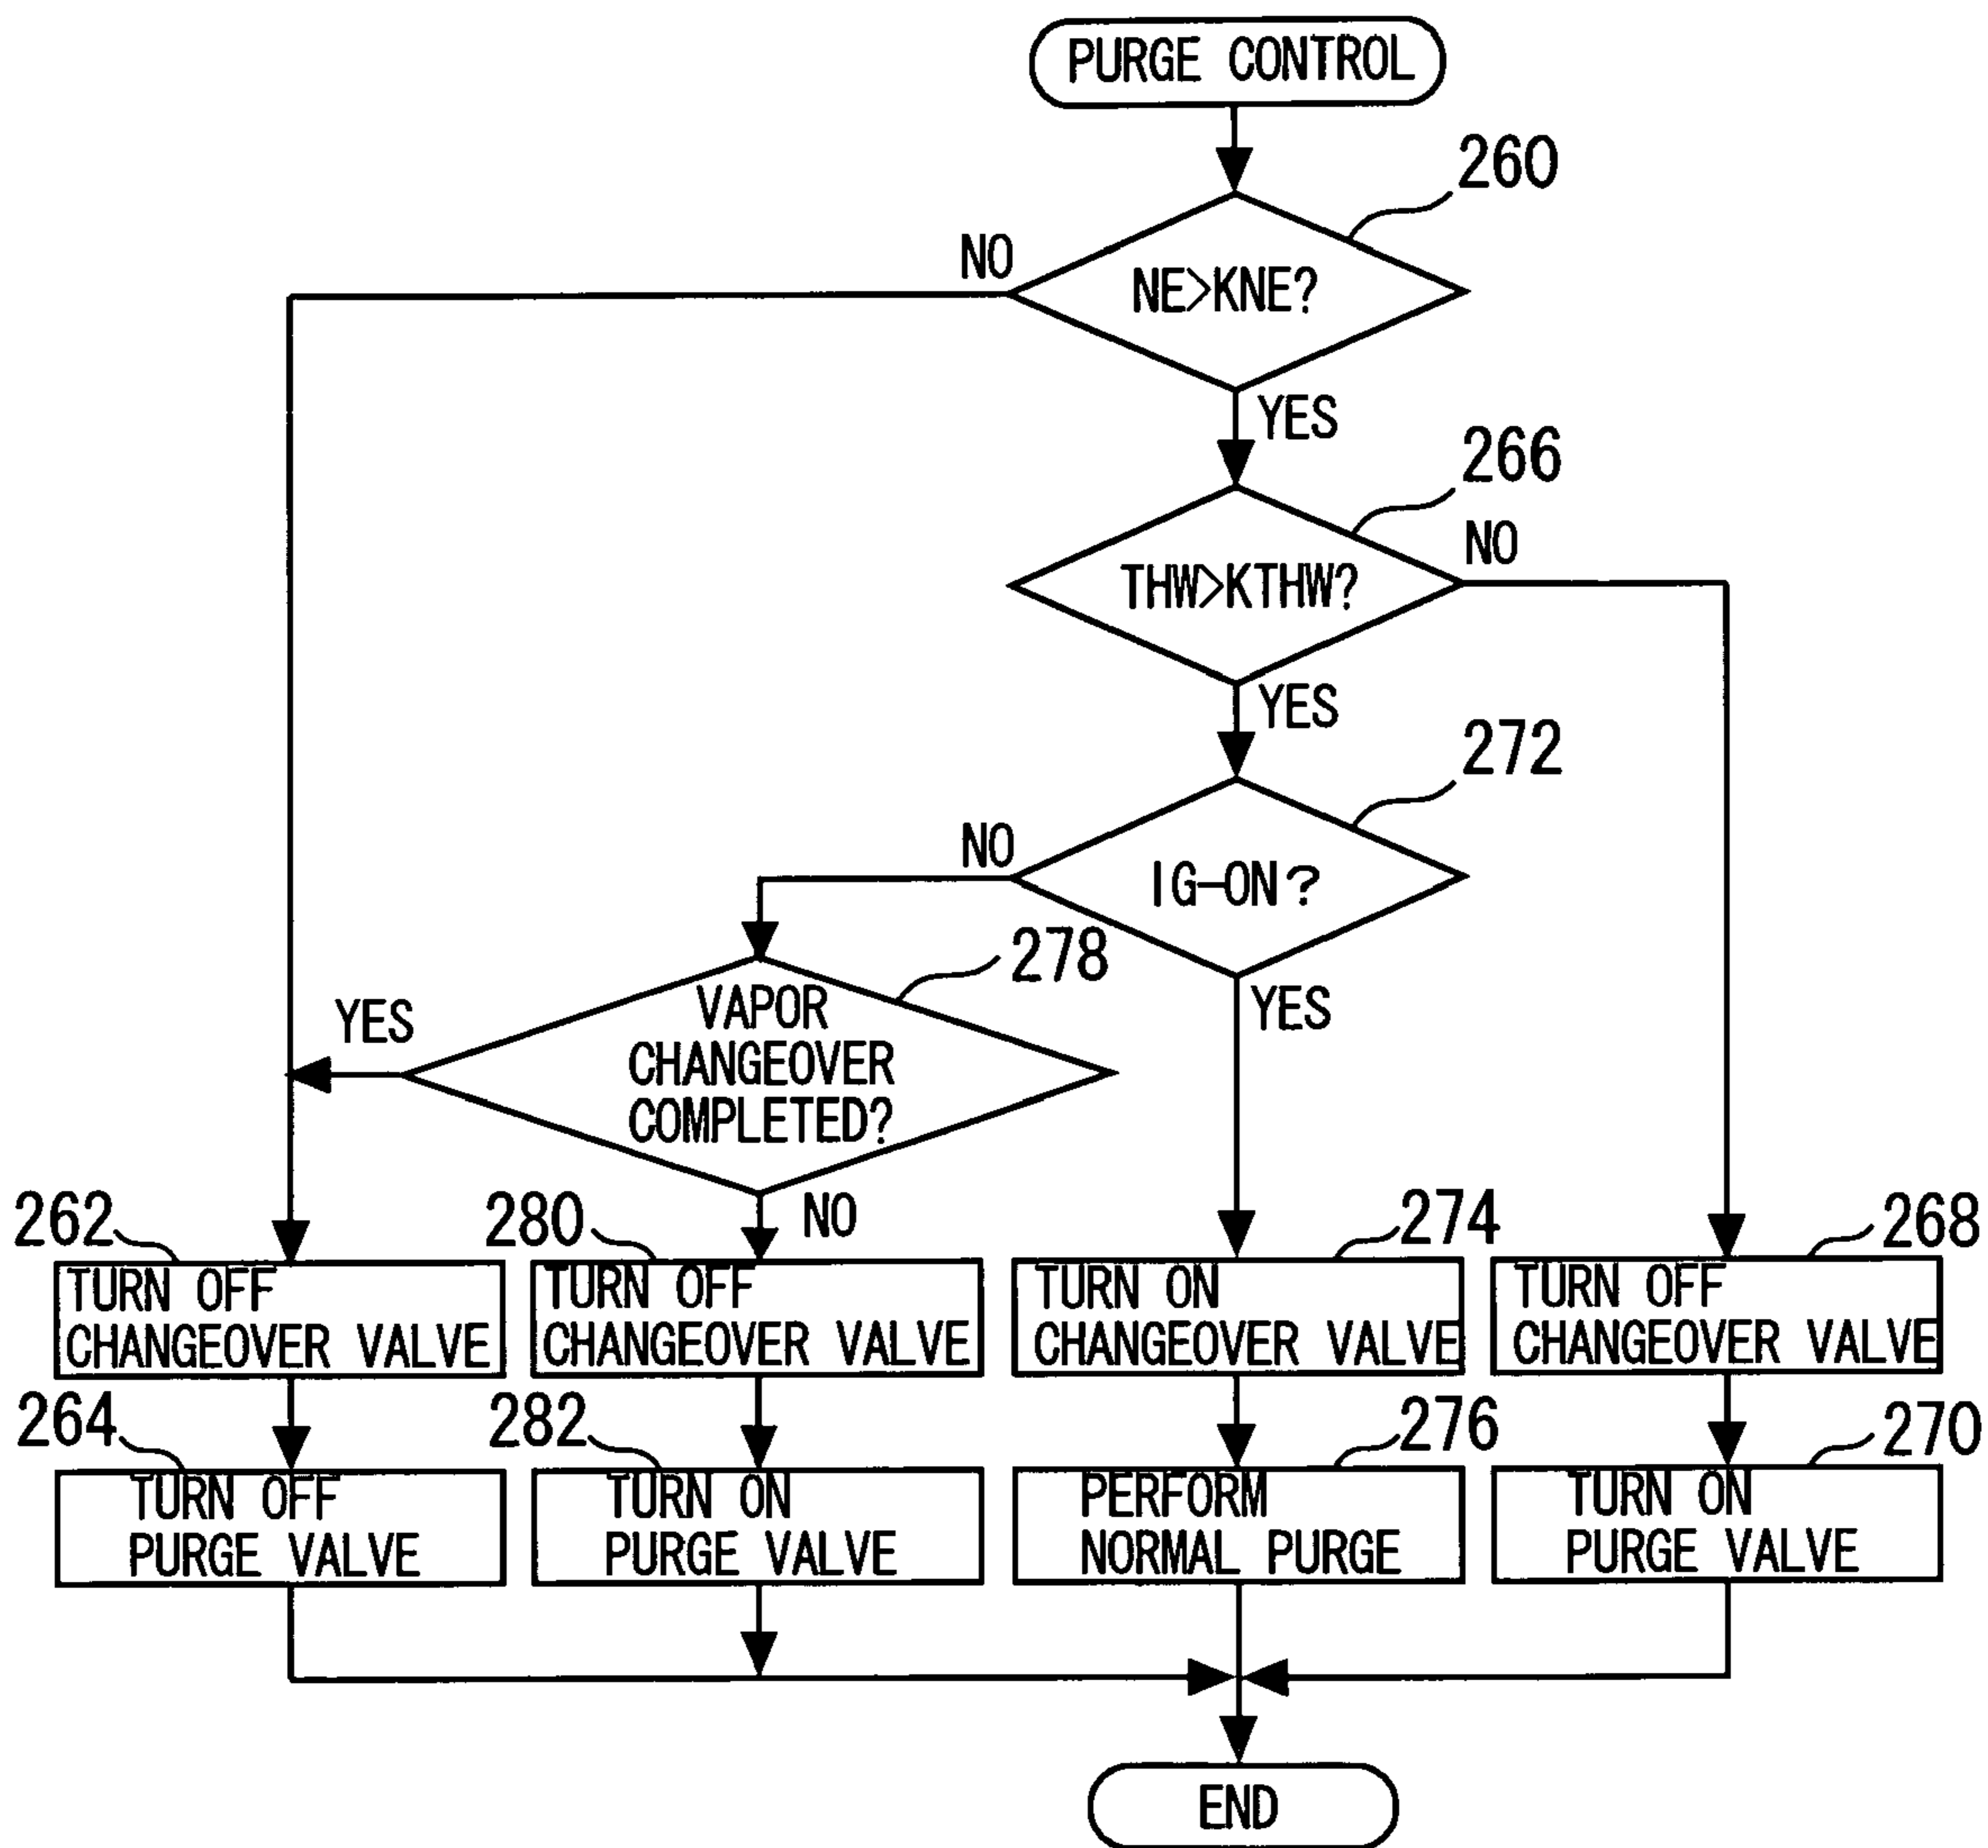 PURGE CONTROL
260
NO
NE>KNE?
YES
266
NO
THW>KTHW?
YES
272
NO
IG-ON?
278
YES
YES
VAPOR
CHANGEOVER
COMPLETED?
NO
262
280
274
268
TURN OFF
CHANGEOVER VALVE
TURN OFF
CHANGEOVER VALVE
TURN ON
CHANGEOVER VALVE
TURN OFF
CHANGEOVER VALVE
264
282
276
270
TURN OFF
PURGE VALVE
TURN ON
PURGE VALVE
PERFORM
NORMAL PURGE
TURN ON
PURGE VALVE
END